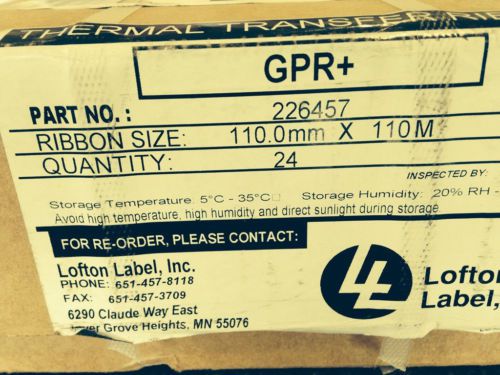 THERMAL TRANSFER
GPR+
PART NO.: 226457
RIBBON SIZE: 110.0mm X 110M
QUANTITY: 24
INSPECTED BY:
Storage Temperature: 5°C - 35°C Storage Humidity: 20% RH -
Avoid high temperature, high humidity and direct sunlight during storage
FOR RE-ORDER, PLEASE CONTACT:
Lofton Label, Inc.
PHONE: 651-457-8118
FAX: 651-457-3709
6290 Claude Way East
Grove Heights, MN 55076
LL
Lofton
Label,